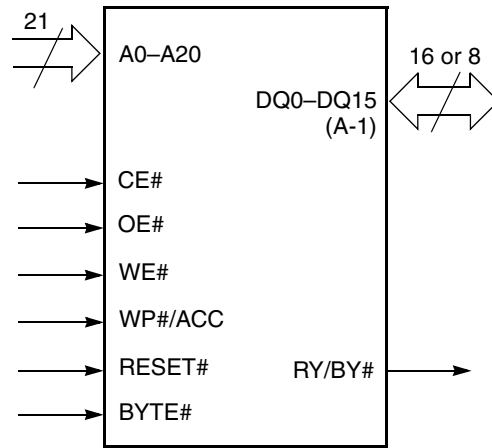 21
A0–A20
16 or 8
DQ0–DQ15
(A-1)
CE#
OE#
WE#
WP#/ACC
RESET#
RY/BY#
BYTE#